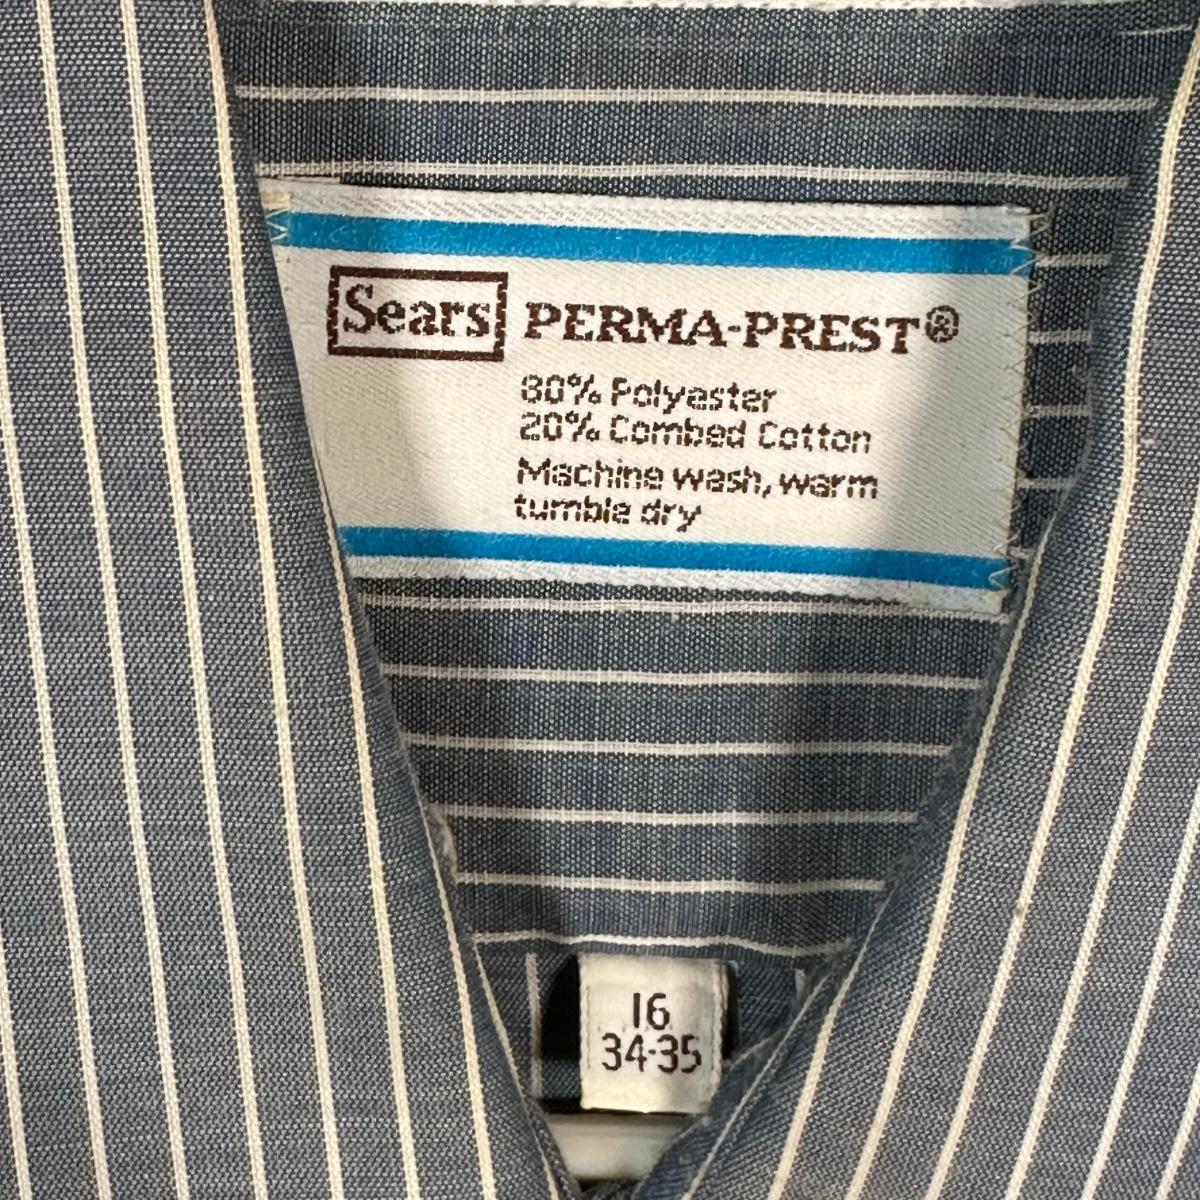 Sears PERMA-PREST®
80% Polyester
20% Combed Cotton
Machine wash, warm
tumble dry
16
34-35